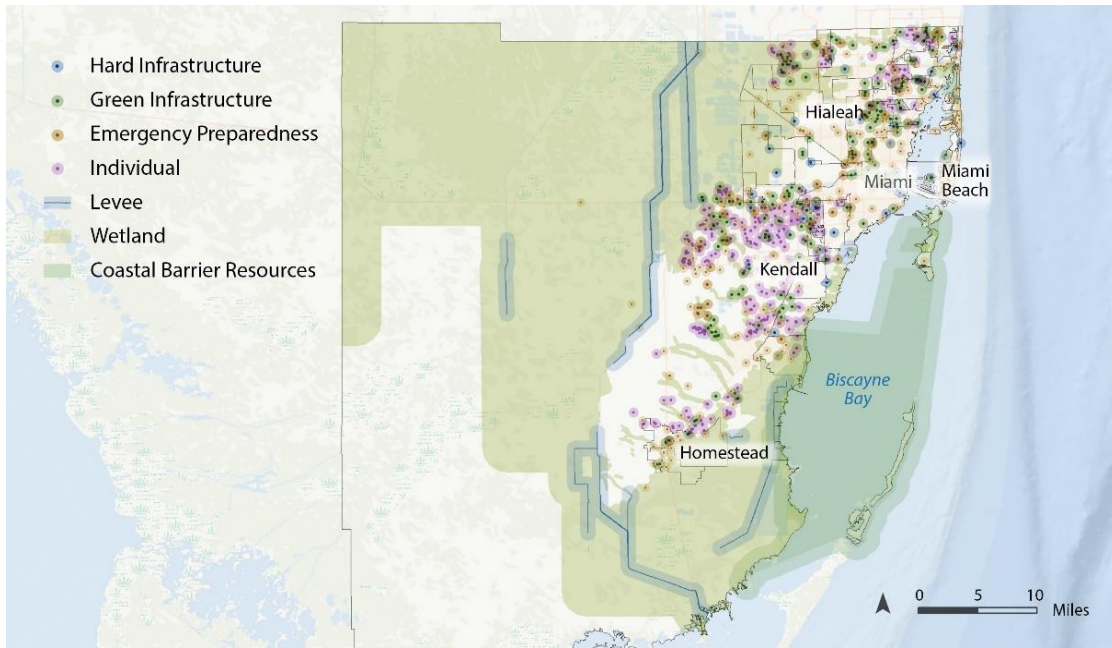 Hard Infrastructure
Green Infrastructure
Emergency Preparedness
Individual
Levee
Wetland
Coastal Barrier Resources
Hialeah
Miami
Miami
Beach
Kendall
Biscayne
Bay
Homestead
0 5 10
Miles